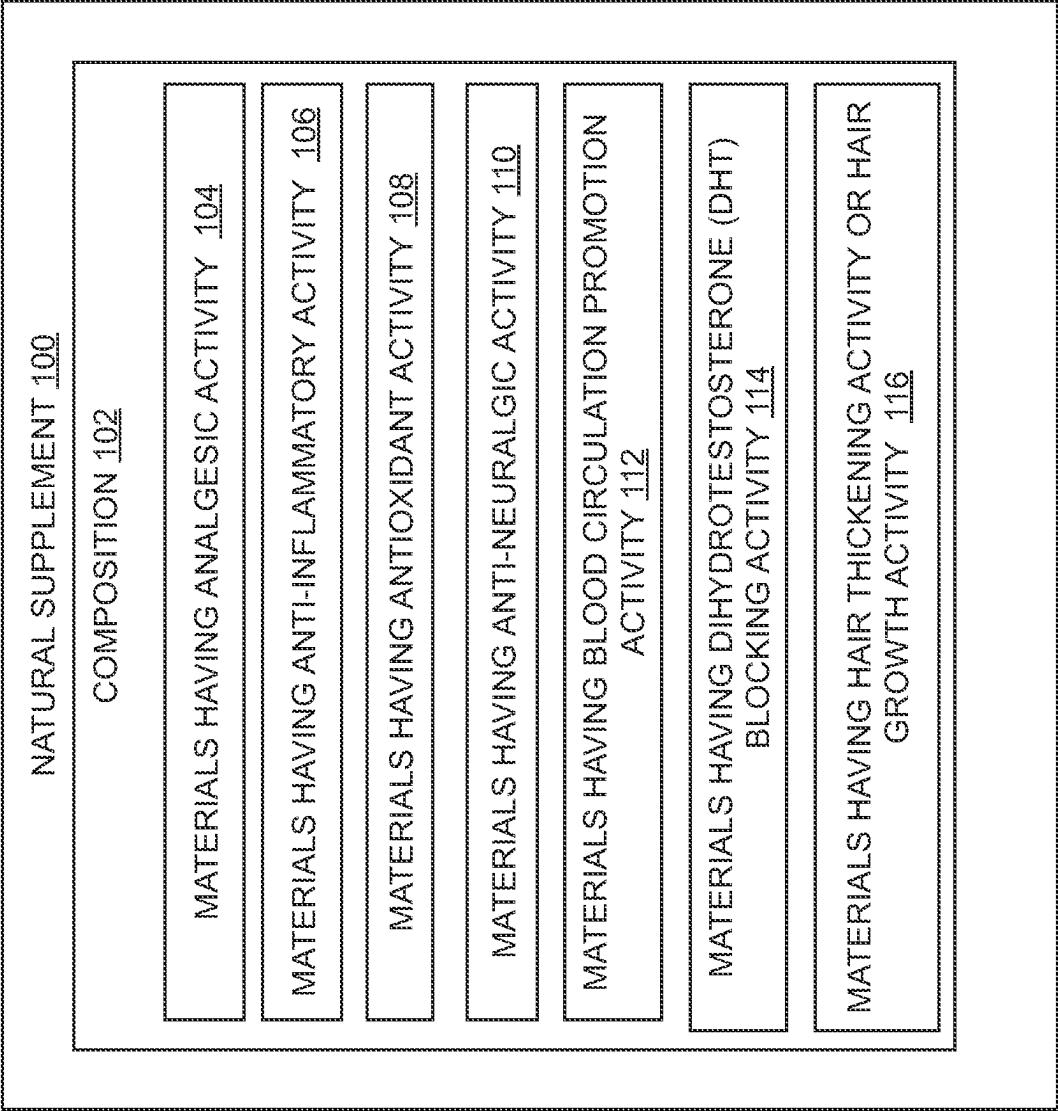 NATURAL SUPPLEMENT 100
COMPOSITION 102
MATERIALS HAVING ANALGESIC ACTIVITY 104
MATERIALS HAVING ANTI-INFLAMMATORY ACTIVITY 106
MATERIALS HAVING ANTIOXIDANT ACTIVITY 108
MATERIALS HAVING ANTI-NEURALGIC ACTIVITY 110
MATERIALS HAVING BLOOD CIRCULATION PROMOTION
ACTIVITY 112
MATERIALS HAVING DIHYDROTESTOSTERONE (DHT)
BLOCKING ACTIVITY 114
MATERIALS HAVING HAIR THICKENING ACTIVITY OR HAIR
GROWTH ACTIVITY 116